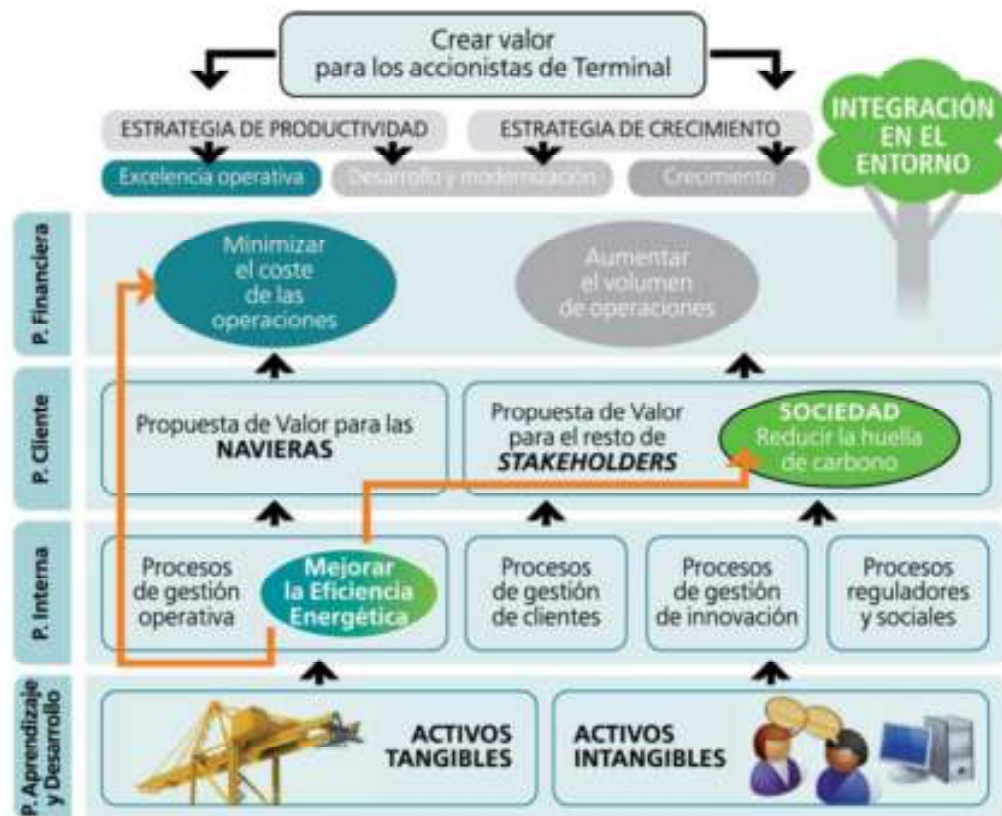 Crear valor
para los accionistas de Terminal
ESTRATEGIA DE PRODUCTIVIDAD
ESTRATEGIA DE CRECIMIENTO
INTEGRACIÓN
EN EL
ENTORNO
Excelencia operativa
Desarrollo y modernización
Crecimiento
P. Financiera
Minimizar
el coste
de las
operaciones
Aumentar
el volumen
de operaciones
P. Cliente
Propuesta de Valor para las
NAVIERAS
Propuesta de Valor
para el resto de
STAKEHOLDERS
SOCIEDAD
Reducir la huella
de carbono
P. Interna
Procesos
de gestión
operativa
Mejorar
la Eficiencia
Energética
Procesos
de gestión
de clientes
Procesos
de gestión
de innovación
Procesos
reguladores
y sociales
P. Aprendizaje
y Desarrollo
ACTIVOS
TANGIBLES
ACTIVOS
INTANGIBLES